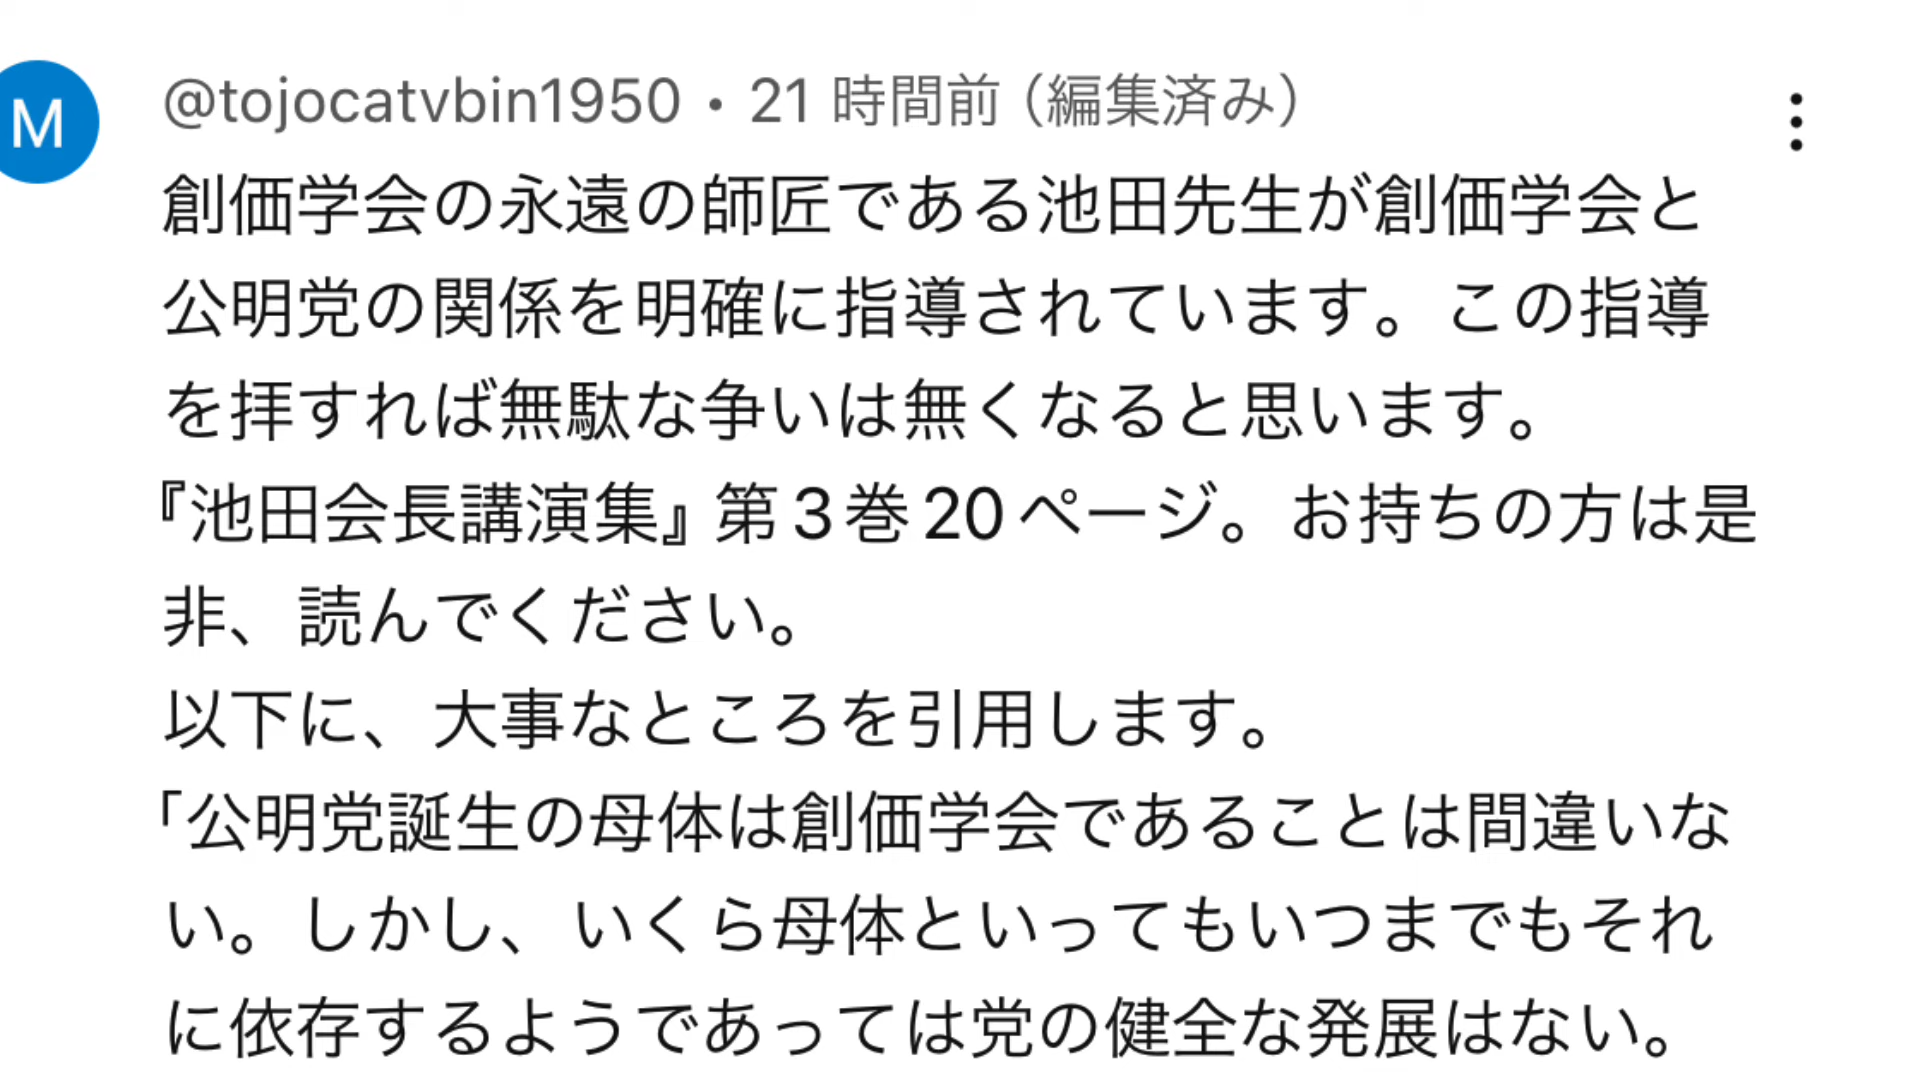 M
@tojocatvbin1950・21 時間前（編集済み）
創価学会の永遠の師匠である池田先生が創価学会と
公明党の関係を明確に指導されています。この指導
を拝すれば無駄な争いは無くなると思います。
『池田会長講演集』第3巻20ページ。お持ちの方は是
非、読んでください。
以下に、大事なところを引用します。
「公明党誕生の母体は創価学会であることは間違いな
い。しかし、いくら母体といってもいつまでもそれ
に依存するようであっては党の健全な発展はない。